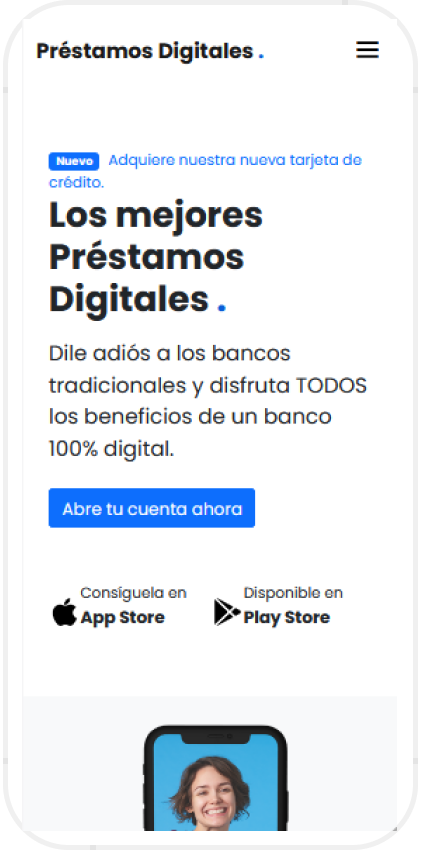 Préstamos Digitales .
Nuevo Adquiere nuestra nueva tarjeta de
crédito.
Los mejores
Préstamos
Digitales .
Dile adiós a los bancos
tradicionales y disfruta TODOS
los beneficios de un banco
100% digital.
Abre tu cuenta ahora
Consíguela en
App Store
Disponible en
Play Store